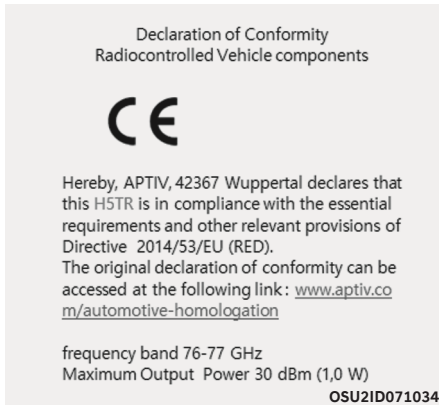 Declaration of Conformity
Radiocontrolled Vehicle components
CE
Hereby, APTIV, 42367 Wuppertal declares that
this H5TR is in compliance with the essential
requirements and other relevant provisions of
Directive 2014/53/EU (RED).
The original declaration of conformity can be
accessed at the following link : www.aptiv.co
m/automotive-homologation
frequency band 76-77 GHz
Maximum Output Power 30 dBm (1,0 W)
OSU2ID071034